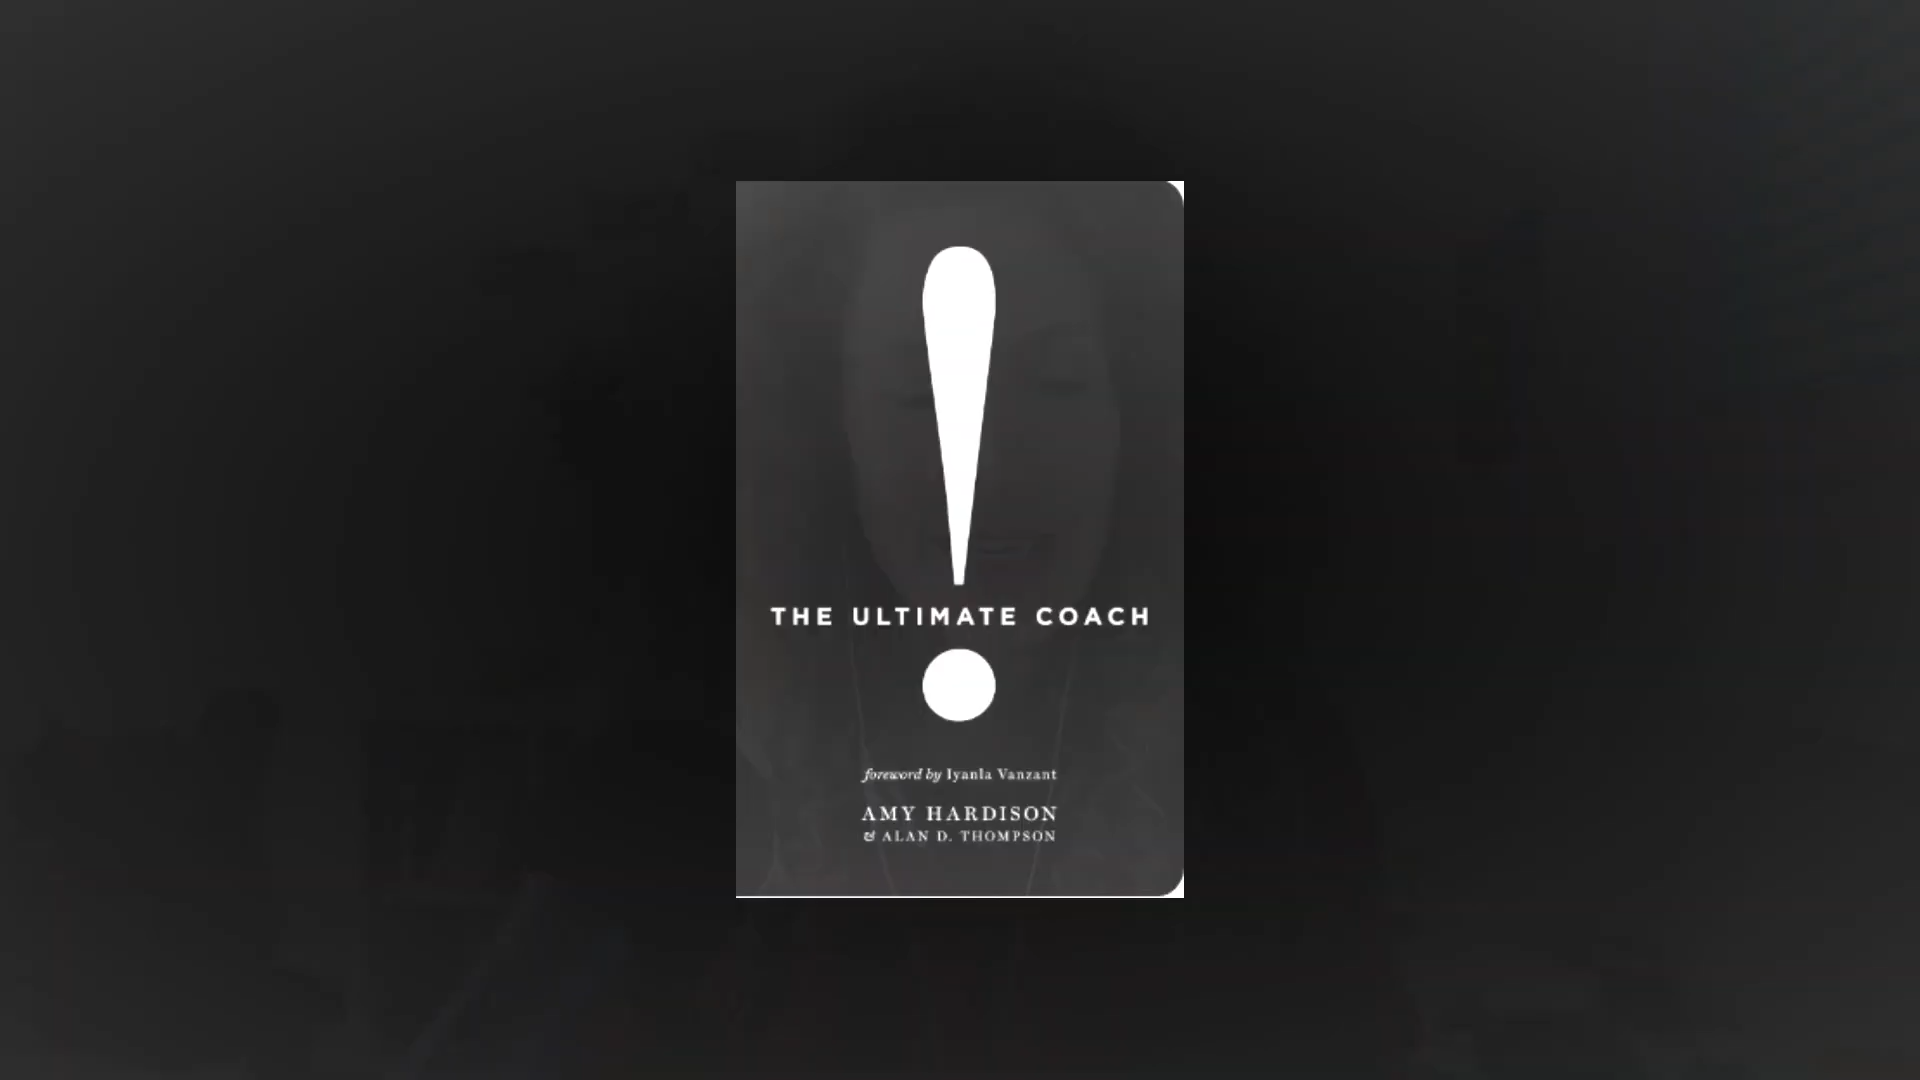 THE ULTIMATE COACH
foreword by Iyanla Vanzant
AMY HARDISON
& ALAN D. THOMPSON